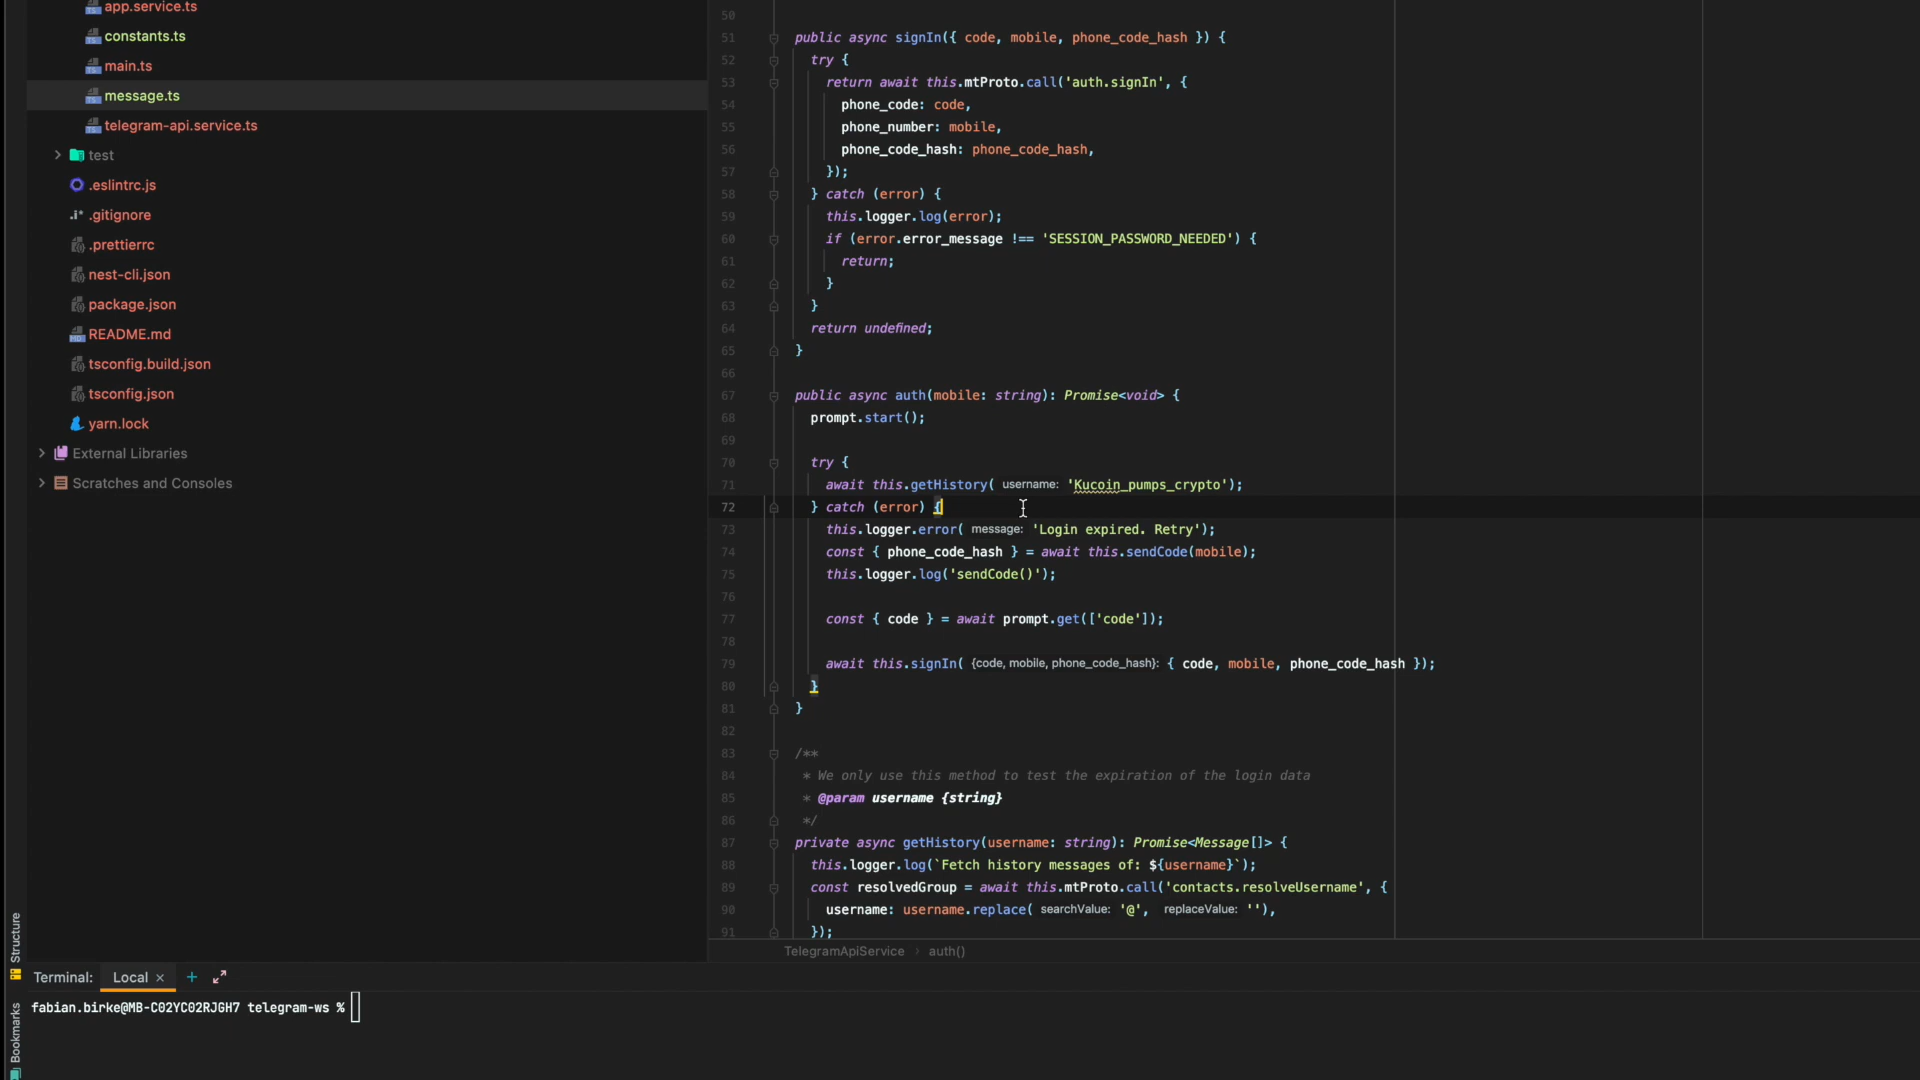 app.service.ts
constants.ts
main.ts
message.ts
telegram-api.service.ts
test
.eslintrc.js
.gitignore
.prettierrc
nest-cli.json
package.json
README.md
tsconfig.build.json
tsconfig.json
yarn.lock
External Libraries
Scratches and Consoles
50
51 public async signIn({ code, mobile, phone_code_hash }) {
52 try {
53 return await this.mtProto.call('auth.signIn', {
54 phone_code: code,
55 phone_number: mobile,
56 phone_code_hash: phone_code_hash,
57 });
58 } catch (error) {
59 this.logger.log(error);
60 if (error.error_message !== 'SESSION_PASSWORD_NEEDED') {
61 return;
62 }
63 }
64 return undefined;
65 }
66
67 public async auth(mobile: string): Promise<void> {
68 prompt.start();
69
70 try {
71 await this.getHistory( username: 'Kucoin_pumps_crypto');
72 } catch (error) {
73 this.logger.error( message: 'Login expired. Retry');
74 const { phone_code_hash } = await this.sendCode(mobile);
75 this.logger.log('sendCode()');
76
77 const { code } = await prompt.get(['code']);
78
79 await this.signIn( {code, mobile, phone_code_hash}: { code, mobile, phone_code_hash });
80 }
81 }
82
83 /**
84 * We only use this method to test the expiration of the login data
85 * @param username {string}
86 */
87 private async getHistory(username: string): Promise<Message[]> {
88 this.logger.log(`Fetch history messages of: ${username}`);
89 const resolvedGroup = await this.mtProto.call('contacts.resolveUsername', {
90 username: username.replace( searchValue: '@', replaceValue: ''),
91 });
TelegramApiService > auth()
Structure
Bookmarks
Terminal: Local × +
fabian.birke@MB-C02YC02RJGH7 telegram-ws %